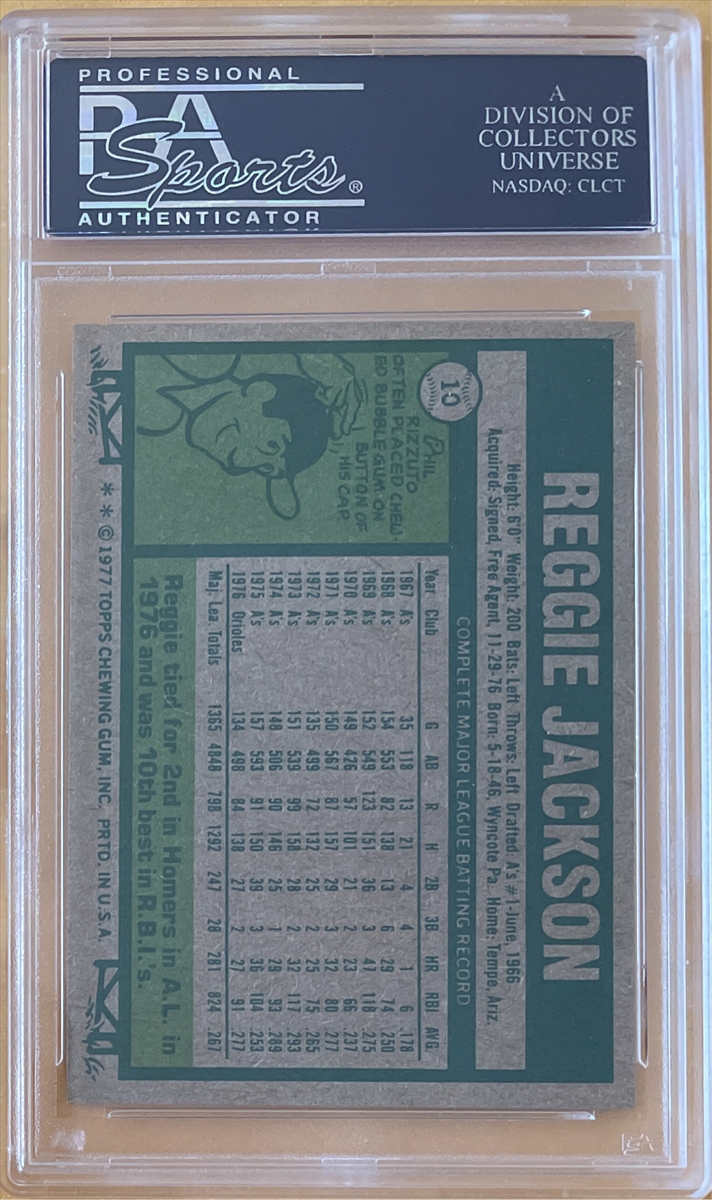 PROFESSIONAL
PSA
Sports®
AUTHENTICATOR
A
DIVISION OF
COLLECTORS
UNIVERSE
NASDAQ: CLCT
REGGIE JACKSON
10
Height: 6'0" Weight: 200 Bats: Left Throws: Left Drafted: A's #1-June, 1966
Acquired: Signed, Free Agent, 11-29-76 Born: 5-18-46, Wyncote Pa. Home: Tempe, Ariz.
COMPLETE MAJOR LEAGUE BATTING RECORD
Year Club G AB R H 2B 3B HR RBI AVG.
1967 A's 35 118 13 21 4 4 1 6 .178
1968 A's 154 553 82 138 13 6 29 74 .250
1969 A's 152 549 123 151 36 3 47 118 .275
1970 A's 149 426 57 101 21 2 23 66 .237
1971 A's 150 567 87 157 29 3 32 80 .277
1972 A's 135 499 72 132 25 2 25 75 .265
1973 A's 151 539 99 158 28 2 32 117 .293
1974 A's 148 506 90 146 25 1 29 93 .289
1975 A's 157 593 91 150 39 3 36 104 .253
1976 Orioles 134 498 84 138 27 2 27 91 .277
Maj. Lea. Totals 1365 4848 798 1292 247 28 281 824 .267
PHIL
RIZZUTO
OFTEN PLACED CHEW-
ED BUBBLE GUM ON
BUTTON OF
HIS CAP
Reggie tied for 2nd in Homers in A.L. in
1976 and was 10th best in R.B.I.'s.
* * © 1977 TOPPS CHEWING GUM, INC. PRTD. IN U.S.A.
PSA